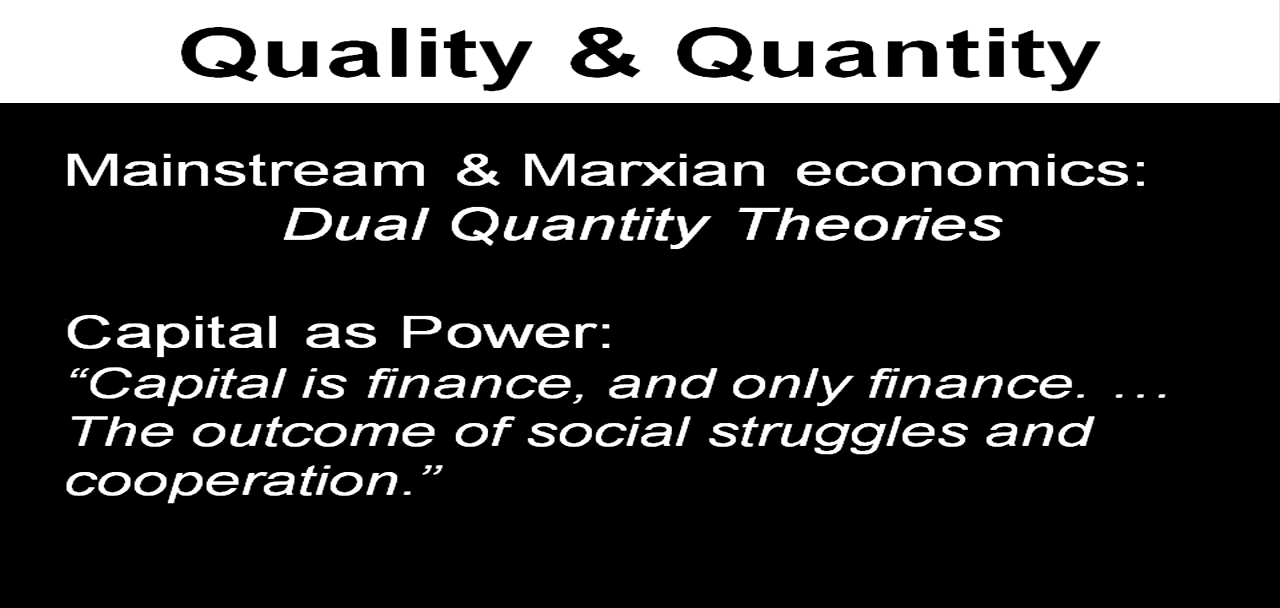 Quality & Quantity
Mainstream & Marxian economics:
Dual Quantity Theories
Capital as Power:
“Capital is finance, and only finance. …
The outcome of social struggles and
cooperation.”